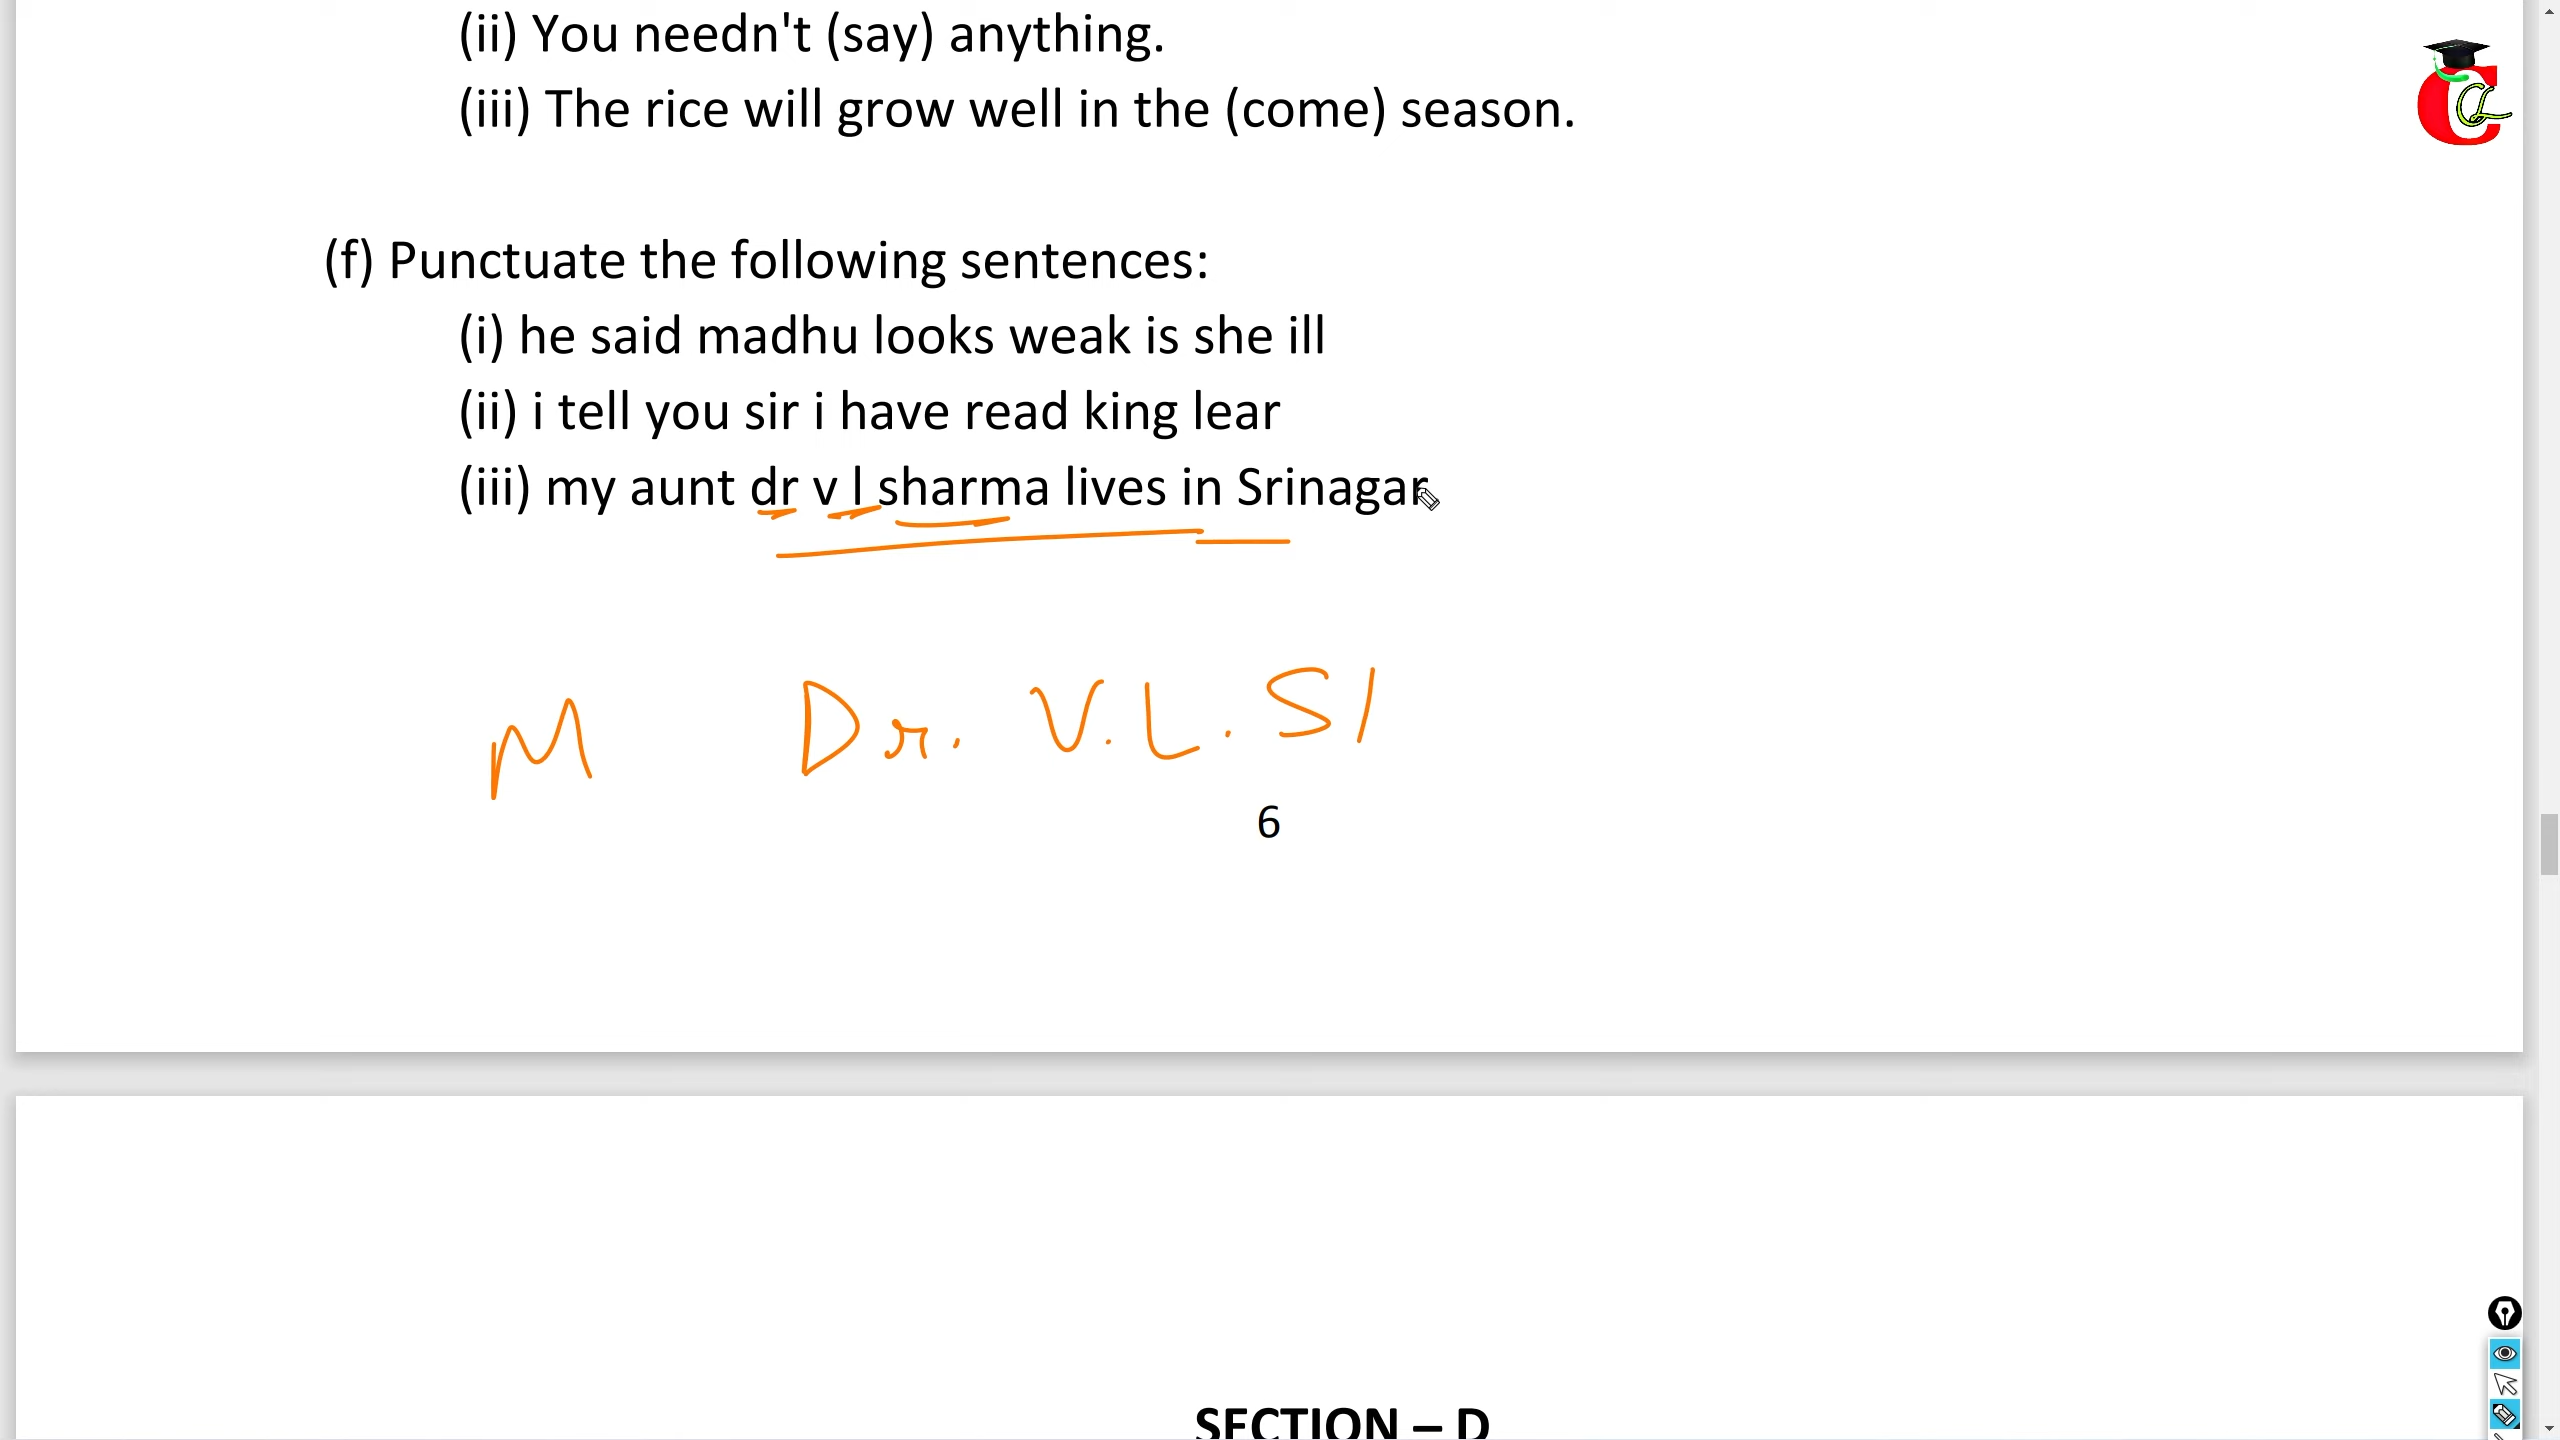 (ii) You needn't (say) anything.
(iii) The rice will grow well in the (come) season.
(f) Punctuate the following sentences:
(i) he said madhu looks weak is she ill
(ii) i tell you sir i have read king lear
(iii) my aunt dr v l sharma lives in Srinagar
M Dr. V. L. S
6
SECTION – D